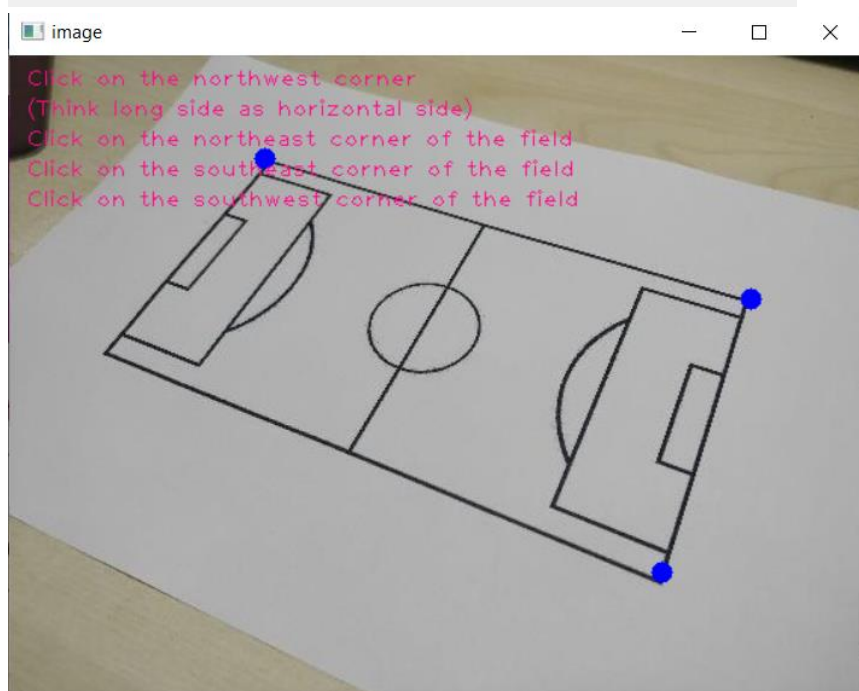 image
Click on the northwest corner
(Think long side as horizontal side)
Click on the northeast corner of the field
Click on the southeast corner of the field
Click on the southwest corner of the field